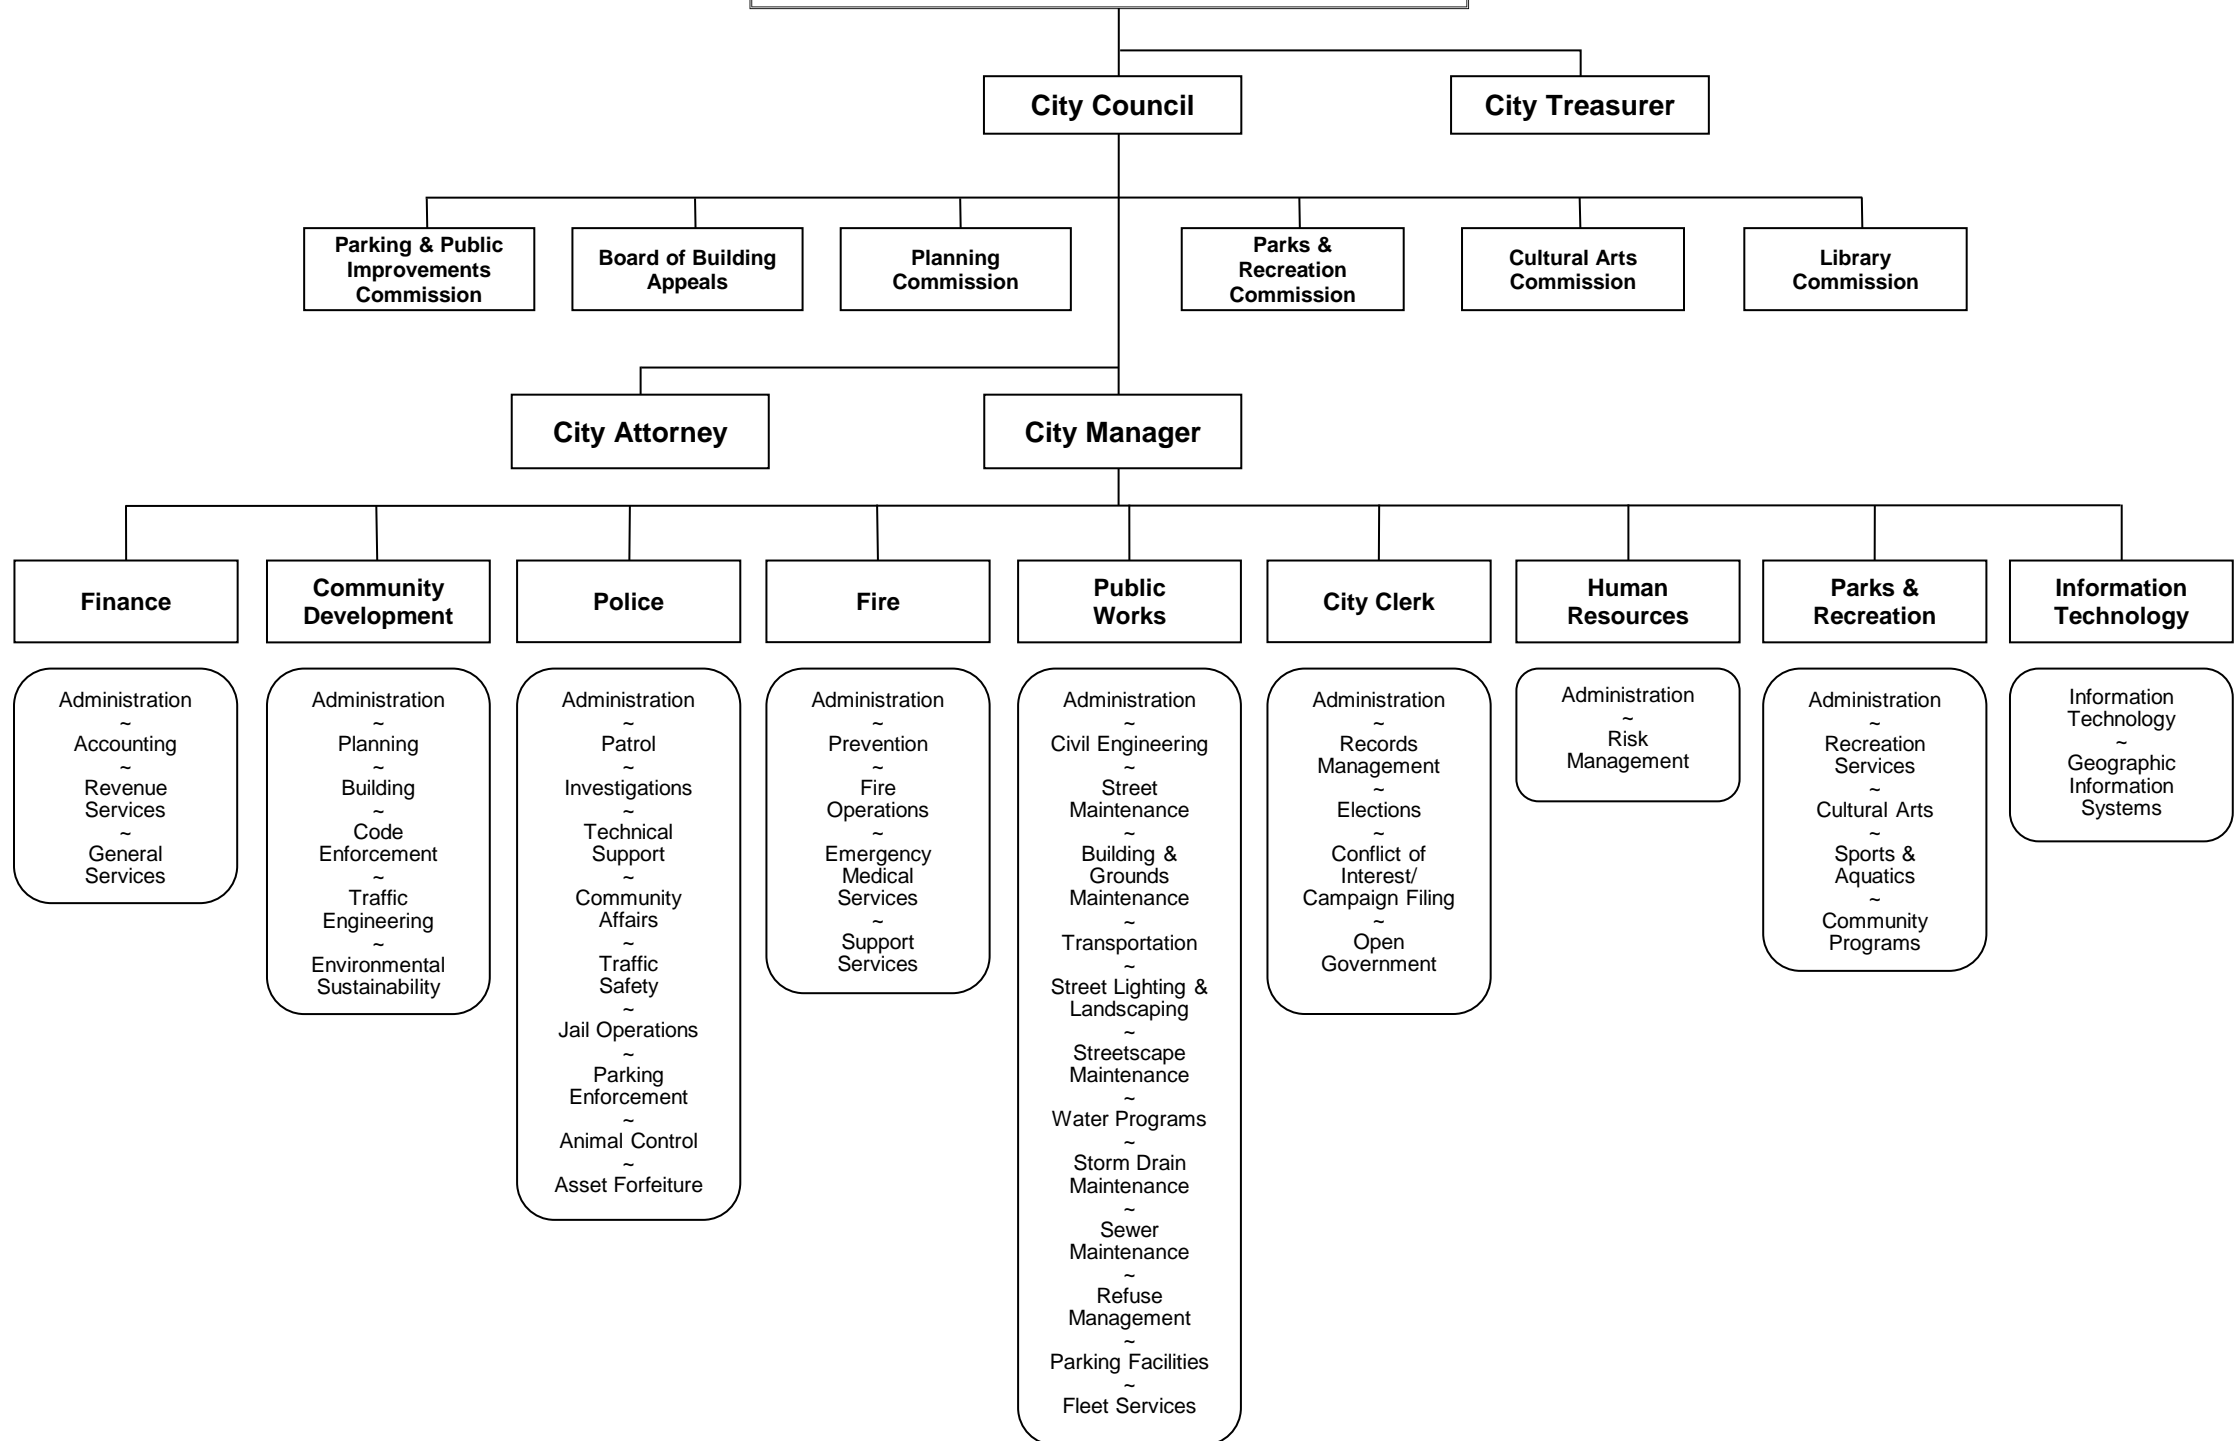 City Council
City Treasurer
Parking & Public
Improvements
Commission
Board of Building
Appeals
Planning
Commission
Parks &
Recreation
Commission
Cultural Arts
Commission
Library
Commission
City Attorney
City Manager
Finance
Community
Development
Police
Fire
Public
Works
City Clerk
Human
Resources
Parks &
Recreation
Information
Technology
Administration
~
Accounting
~
Revenue
Services
~
General
Services
Administration
~
Planning
~
Building
~
Code
Enforcement
~
Traffic
Engineering
~
Environmental
Sustainability
Administration
~
Patrol
~
Investigations
~
Technical
Support
~
Community
Affairs
~
Traffic
Safety
~
Jail Operations
~
Parking
Enforcement
~
Animal Control
~
Asset Forfeiture
Administration
~
Prevention
~
Fire
Operations
~
Emergency
Medical
Services
~
Support
Services
Administration
~
Civil Engineering
~
Street
Maintenance
~
Building &
Grounds
Maintenance
~
Transportation
~
Street Lighting &
Landscaping
~
Streetscape
Maintenance
~
Water Programs
~
Storm Drain
Maintenance
~
Sewer
Maintenance
~
Refuse
Management
~
Parking Facilities
~
Fleet Services
Administration
~
Records
Management
~
Elections
~
Conflict of
Interest/
Campaign Filing
~
Open
Government
Administration
~
Risk
Management
Administration
~
Recreation
Services
~
Cultural Arts
~
Sports &
Aquatics
~
Community
Programs
Information
Technology
~
Geographic
Information
Systems